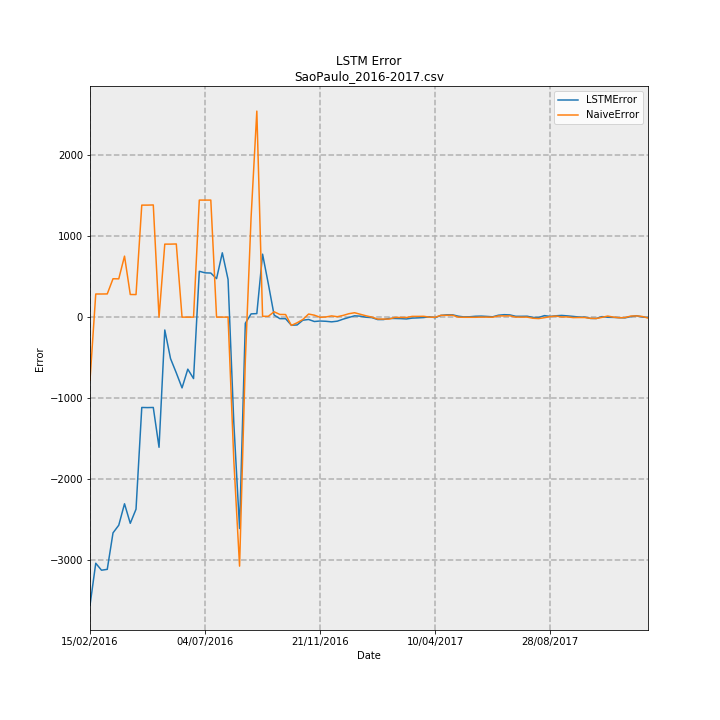 LSTM Error
SaoPaulo_2016-2017.csv
LSTMError
NaiveError
2000
1000
0
−1000
−2000
−3000
Error
15/02/2016 04/07/2016 21/11/2016 10/04/2017 28/08/2017
Date